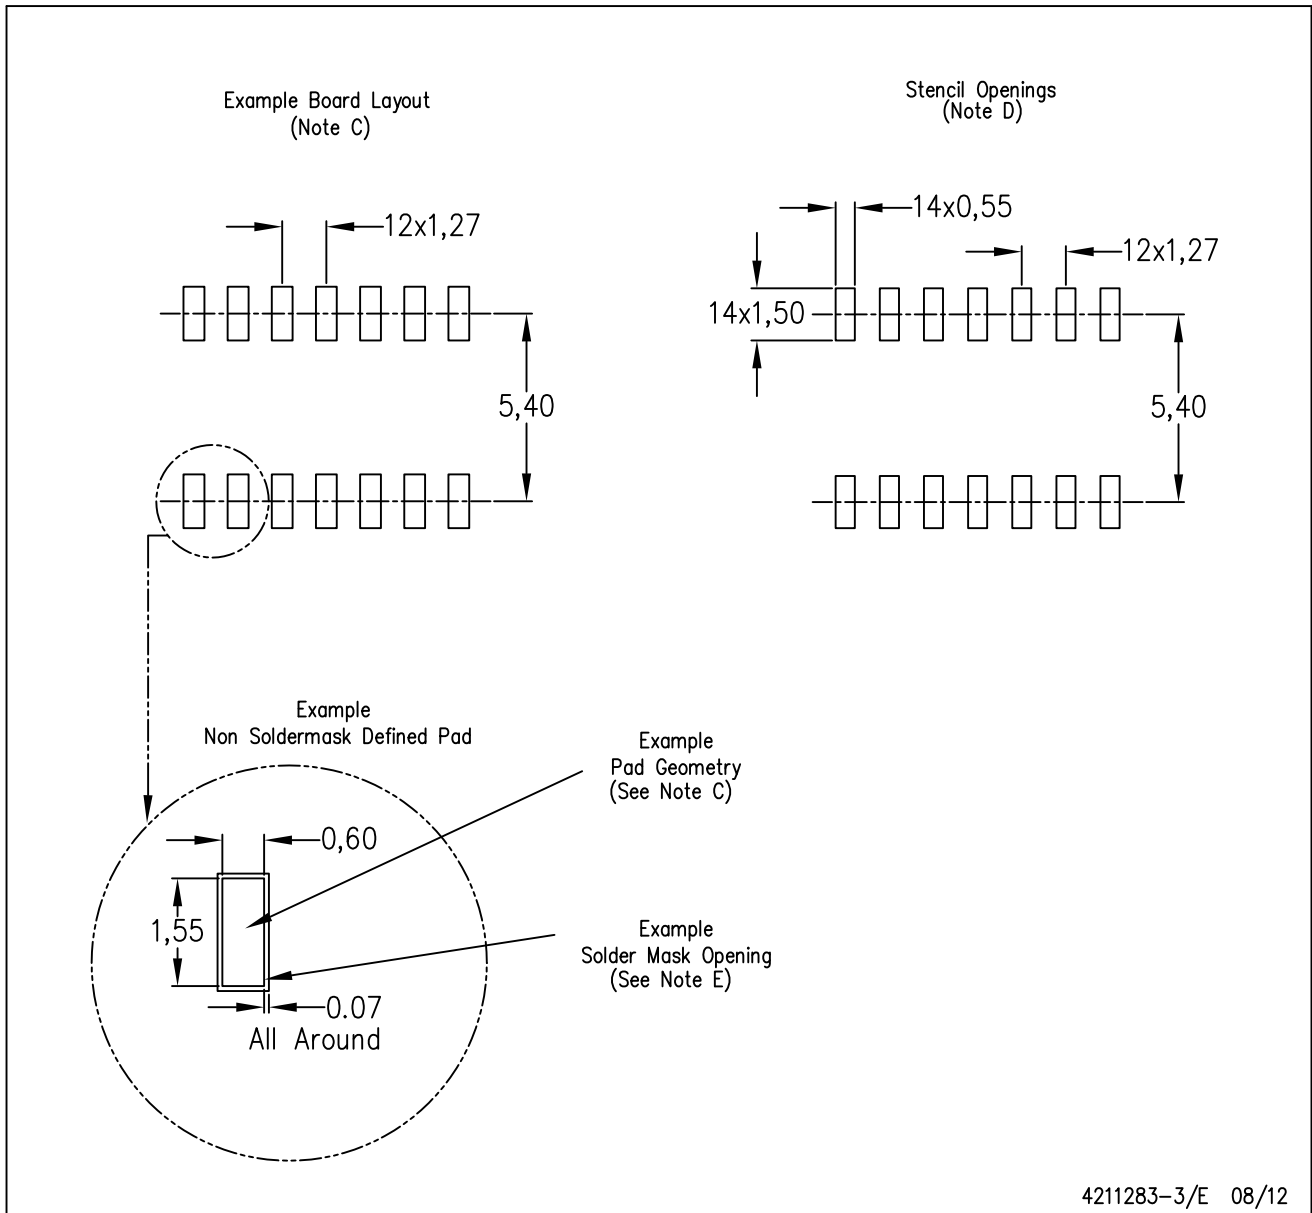 Example Board Layout
(Note C)
Stencil Openings
(Note D)
12x1,27
5,40
14x0,55
12x1,27
14x1,50
5,40
Example
Non Soldermask Defined Pad
0,60
1,55
0.07
All Around
Example
Pad Geometry
(See Note C)
Example
Solder Mask Opening
(See Note E)
4211283-3/E 08/12